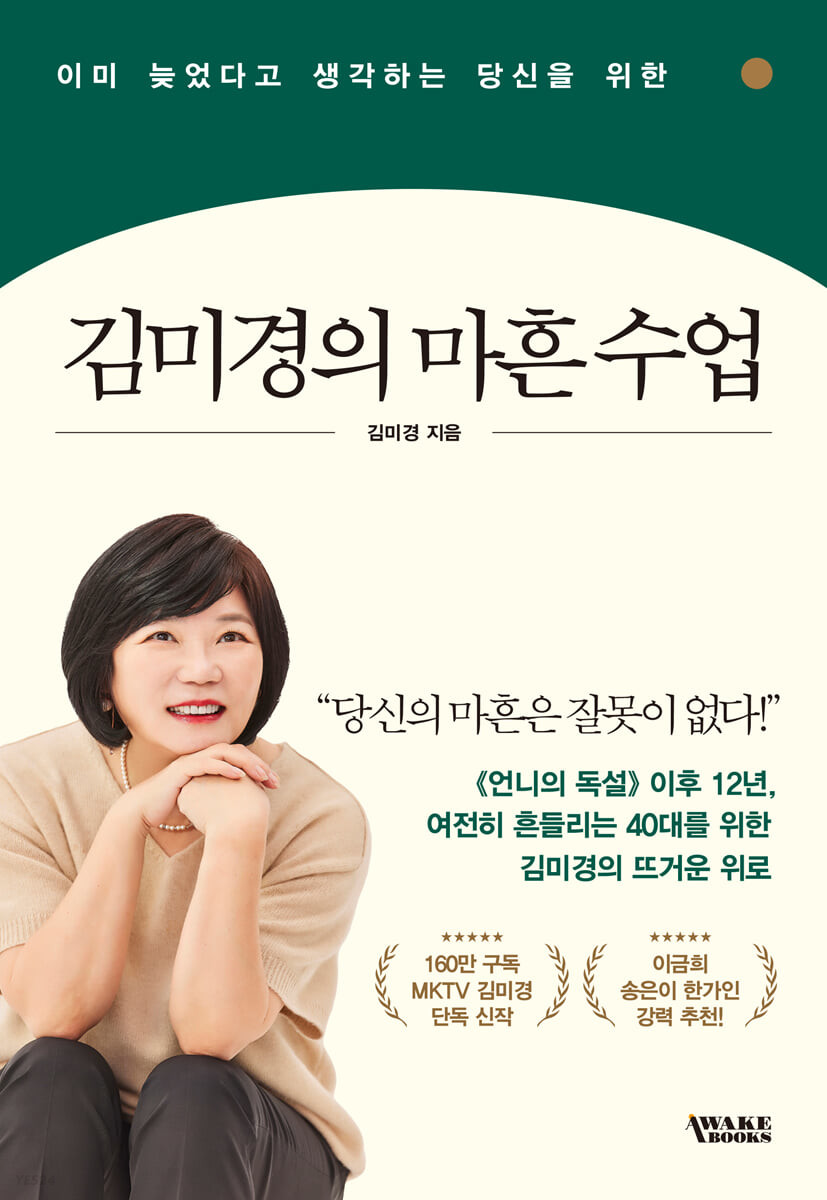 이미 늦었다고 생각하는 당신을 위한
김미경의 마흔 수업
김미경 지음
“당신의 마흔은 잘못이 없다!”
《언니의 독설》 이후 12년,
여전히 흔들리는 40대를 위한
김미경의 뜨거운 위로
★★★★★
160만 구독
MKTV 김미경
단독 신작
★★★★★
이금희
송은이 한가인
강력 추천!
AWAKE
BOOKS
YES24